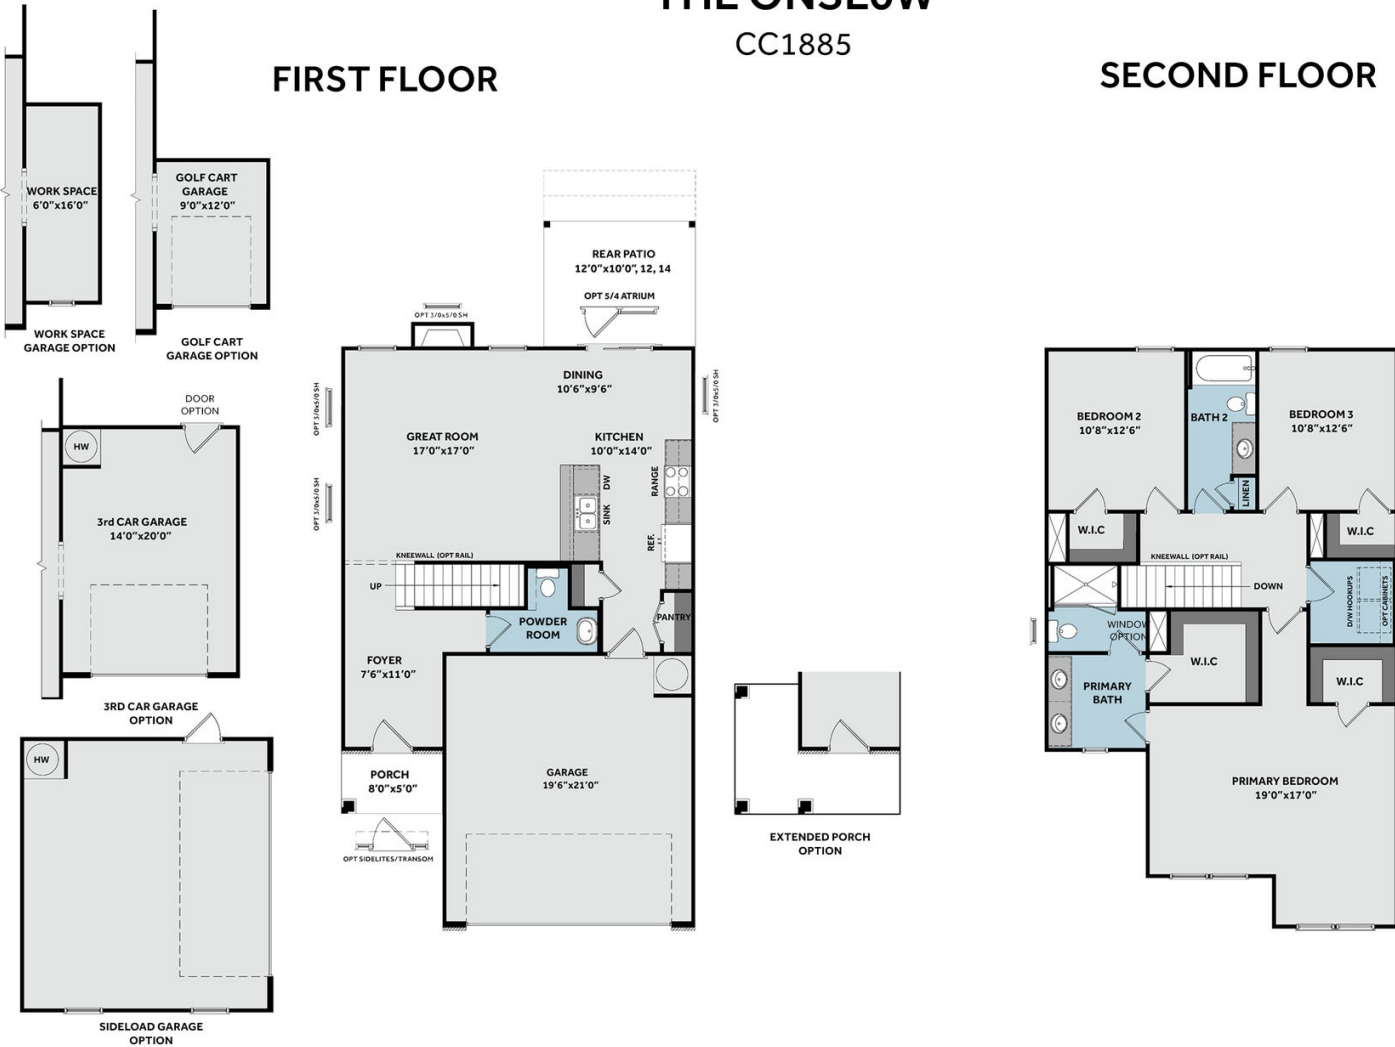 THE ONSLOW
CC1885
FIRST FLOOR
SECOND FLOOR
WORK SPACE
6'0"x16'0"
WORK SPACE
GARAGE OPTION
GOLF CART
GARAGE
9'0"x12'0"
GOLF CART
GARAGE OPTION
DOOR
OPTION
HW
3rd CAR GARAGE
14'0"x20'0"
3RD CAR GARAGE
OPTION
HW
SIDELOAD GARAGE
OPTION
REAR PATIO
12'0"x10'0", 12, 14
OPT 5/4 ATRIUM
OPT 3/0x5/0 SH
OPT 3/0x5/0 SH
OPT 3/0x5/0 SH
OPT 3/0x5/0 SH
DINING
10'6"x9'6"
GREAT ROOM
17'0"x17'0"
KITCHEN
10'0"x14'0"
SINK DW
RANGE
REF.
KNEEWALL (OPT RAIL)
UP
POWDER
ROOM
PANTRY
FOYER
7'6"x11'0"
PORCH
8'0"x5'0"
OPT SIDELITES/TRANSOM
GARAGE
19'6"x21'0"
EXTENDED PORCH
OPTION
BEDROOM 2
10'8"x12'6"
BATH 2
LINEN
BEDROOM 3
10'8"x12'6"
W.I.C
W.I.C
KNEEWALL (OPT RAIL)
DOWN
D/W HOOKUPS
OPT CABINETS
WINDOW
OPTION
W.I.C
W.I.C
PRIMARY
BATH
PRIMARY BEDROOM
19'0"x17'0"